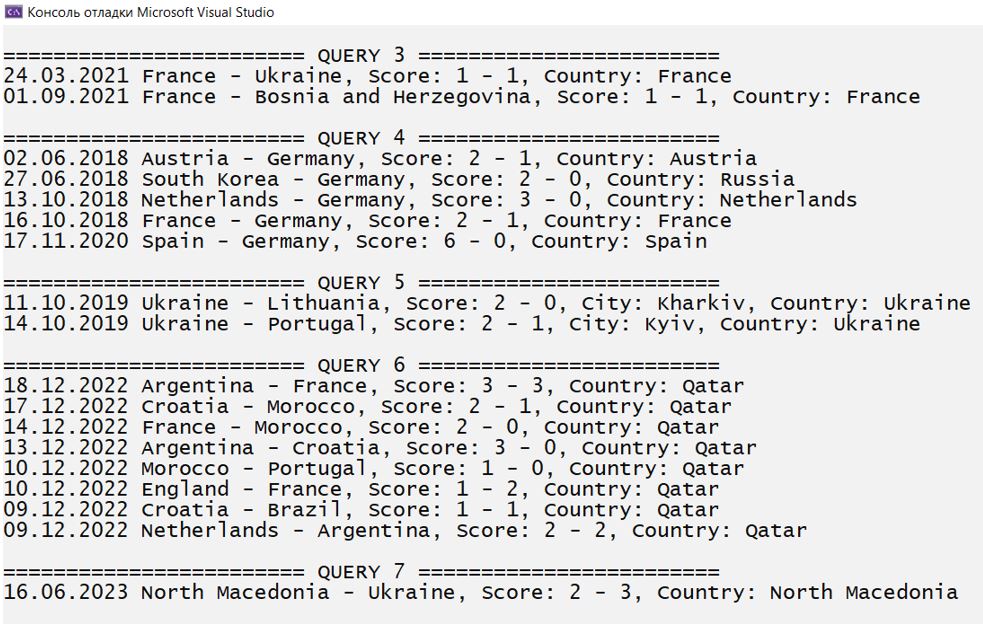 Консоль отладки Microsoft Visual Studio
======================== QUERY 3 ========================
24.03.2021 France - Ukraine, Score: 1 - 1, Country: France
01.09.2021 France - Bosnia and Herzegovina, Score: 1 - 1, Country: France
======================== QUERY 4 ========================
02.06.2018 Austria - Germany, Score: 2 - 1, Country: Austria
27.06.2018 South Korea - Germany, Score: 2 - 0, Country: Russia
13.10.2018 Netherlands - Germany, Score: 3 - 0, Country: Netherlands
16.10.2018 France - Germany, Score: 2 - 1, Country: France
17.11.2020 Spain - Germany, Score: 6 - 0, Country: Spain
======================== QUERY 5 ========================
11.10.2019 Ukraine - Lithuania, Score: 2 - 0, City: Kharkiv, Country: Ukraine
14.10.2019 Ukraine - Portugal, Score: 2 - 1, City: Kyiv, Country: Ukraine
======================== QUERY 6 ========================
18.12.2022 Argentina - France, Score: 3 - 3, Country: Qatar
17.12.2022 Croatia - Morocco, Score: 2 - 1, Country: Qatar
14.12.2022 France - Morocco, Score: 2 - 0, Country: Qatar
13.12.2022 Argentina - Croatia, Score: 3 - 0, Country: Qatar
10.12.2022 Morocco - Portugal, Score: 1 - 0, Country: Qatar
10.12.2022 England - France, Score: 1 - 2, Country: Qatar
09.12.2022 Croatia - Brazil, Score: 1 - 1, Country: Qatar
09.12.2022 Netherlands - Argentina, Score: 2 - 2, Country: Qatar
======================== QUERY 7 ========================
16.06.2023 North Macedonia - Ukraine, Score: 2 - 3, Country: North Macedonia